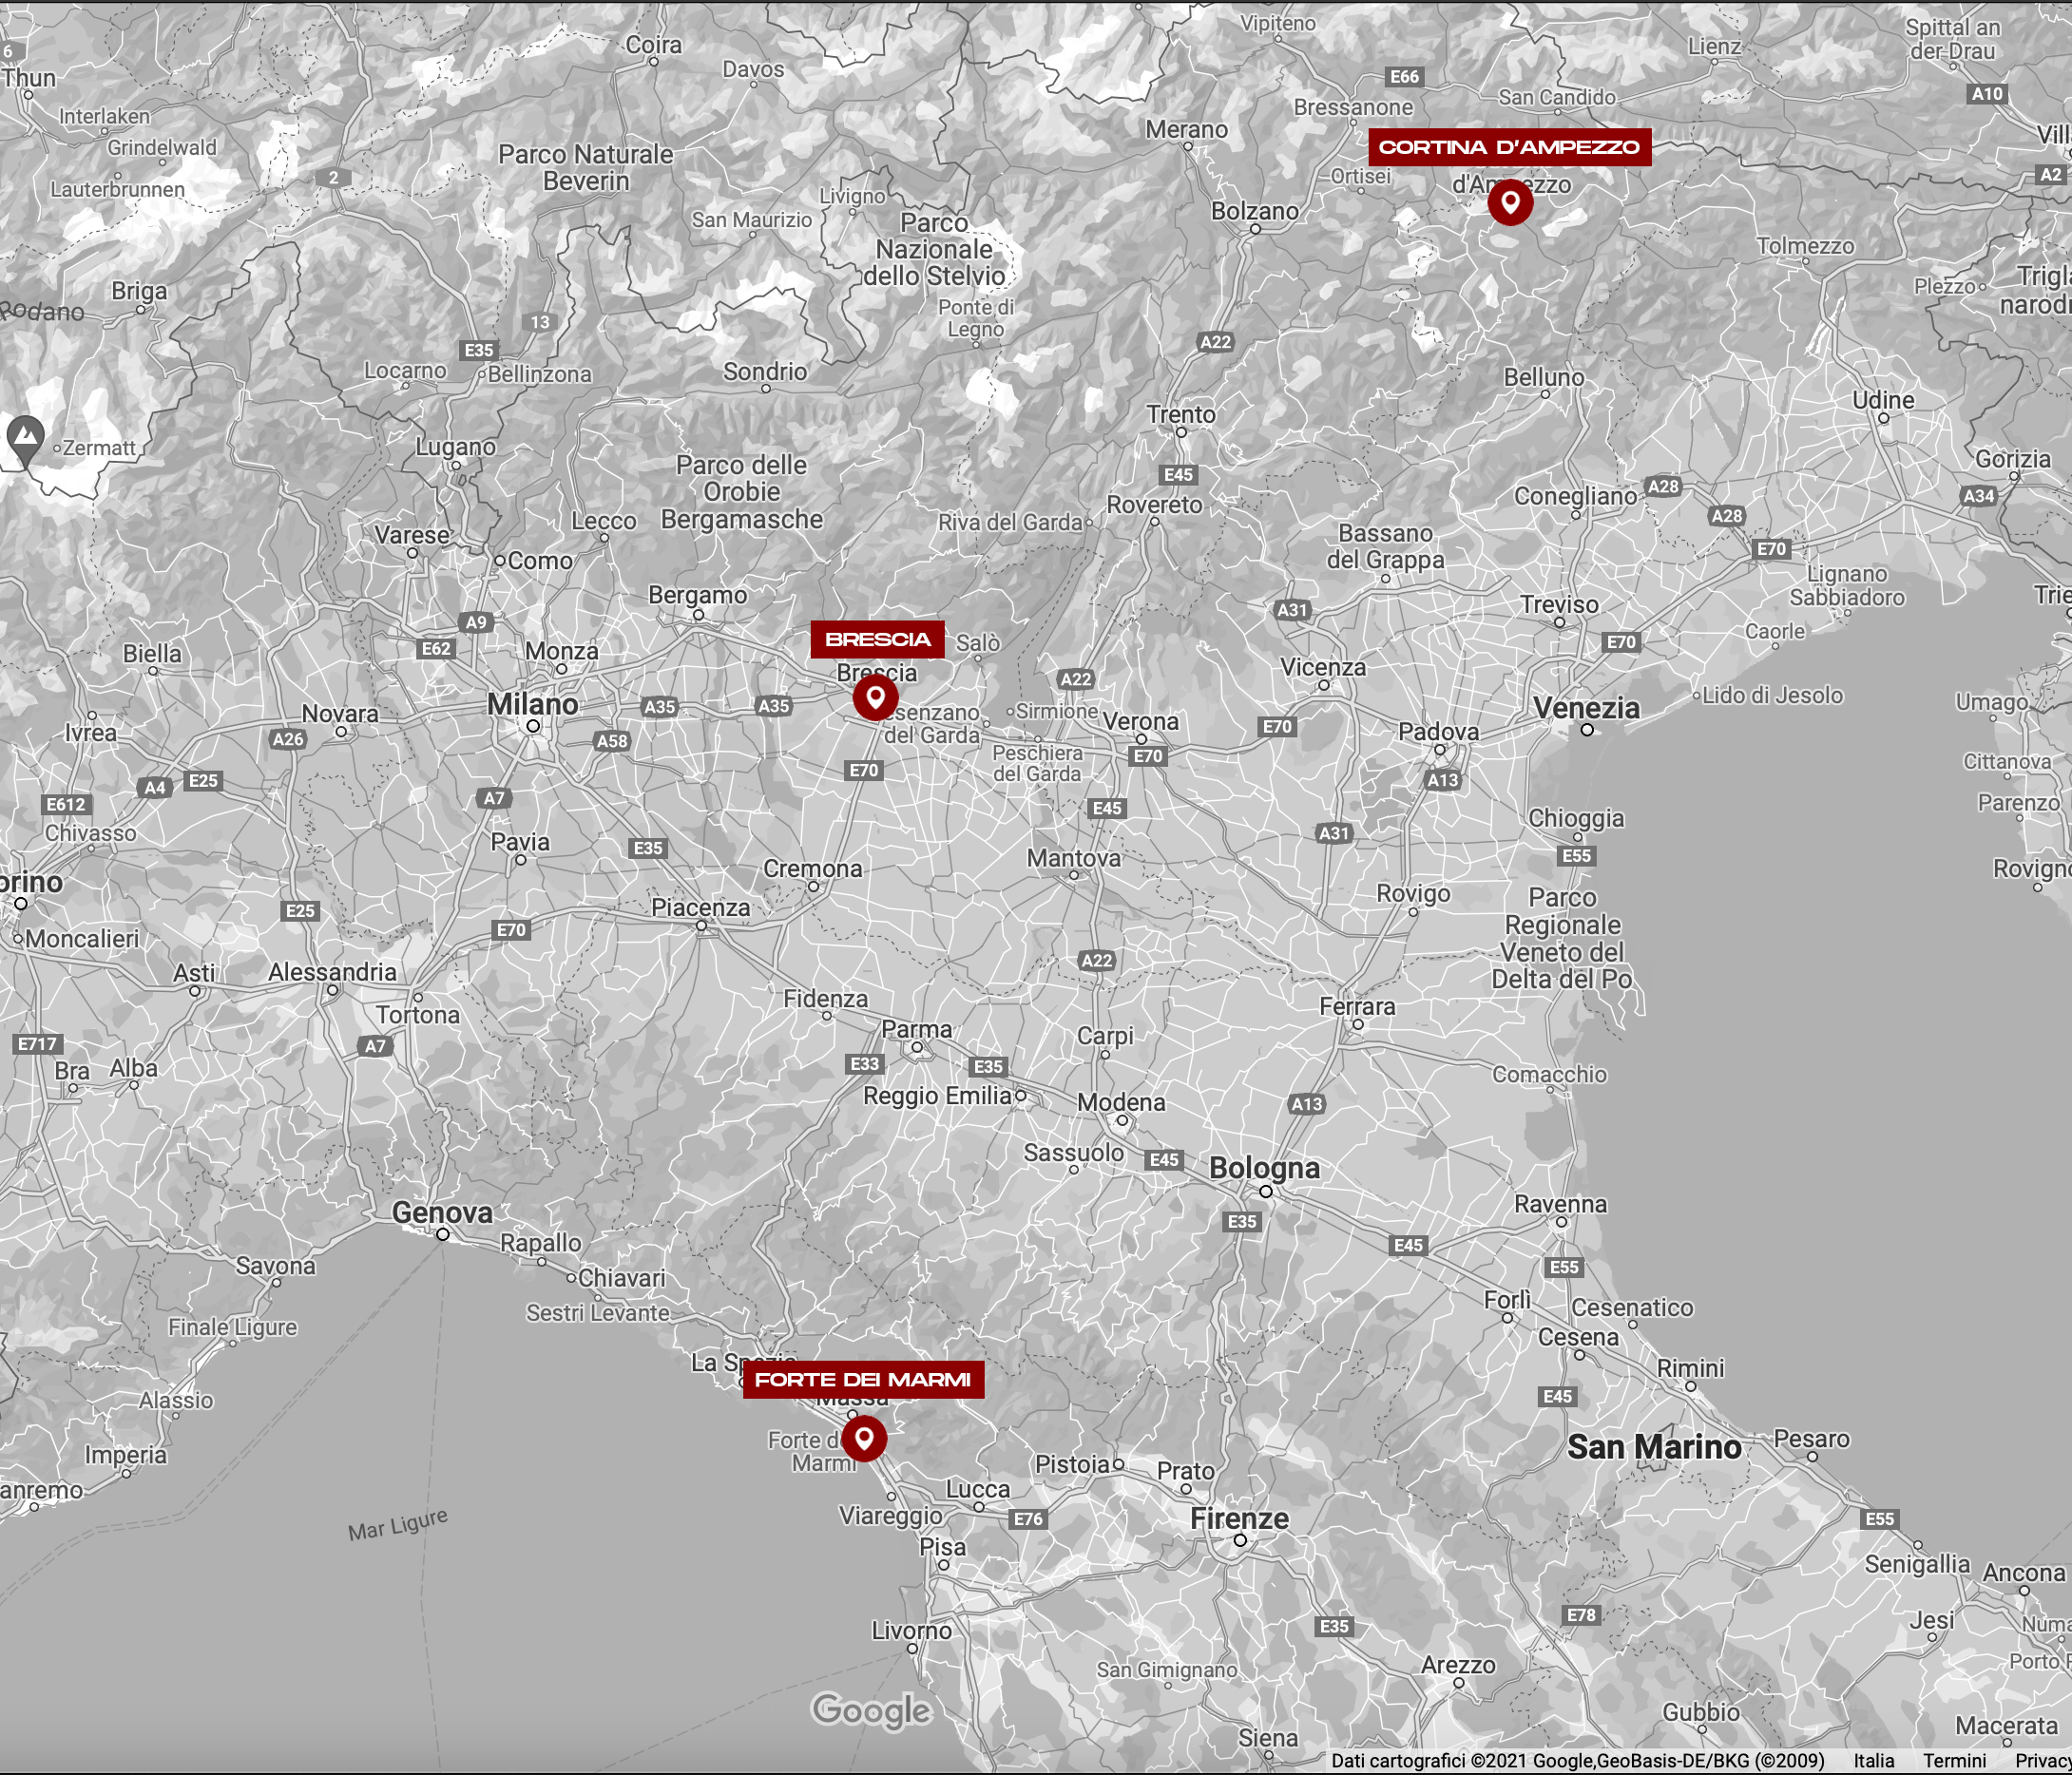 Coira
Vipiteno
Spittal an
der Drau
Lienz
6
Thun
Davos
E66
A10
Interlaken
San Candido
Bressanone
Merano
Grindelwald
CORTINA D'AMPEZZO
Parco Naturale
Beverin
2
A2
Lauterbrunnen
Ortisei
Livigno
San Maurizio
Bolzano
Parco
Nazionale
dello Stelvio
Tolmezzo
Briga
Rodano
Plezzo
Ponte di
Legno
13
A22
E35
Locarno
Bellinzona
Sondrio
Belluno
Udine
Trento
Zermatt
Lugano
Gorizia
Parco delle
Orobie
Bergamasche
E45
A28
A34
Conegliano
Rovereto
A28
Riva del Garda
Lecco
Varese
Bassano
del Grappa
E70
Como
Lignano
Sabbiadoro
Bergamo
Treviso
A31
A9
Caorle
BRESCIA
Salò
E70
E62
Monza
Biella
Vicenza
Brescia
A22
Milano
A35
A35
Lido di Jesolo
Umago
Venezia
Novara
Sirmione
Verona
del Garda
Ivrea
A26
A58
E70
Padova
Peschiera
del Garda
E70
Cittanova
E70
A13
E25
A4
A7
E612
E45
Parenzo
Chivasso
Chioggia
A31
Pavia
E35
E55
Mantova
Cremona
Rovigo
Parco
Regionale
Veneto del
Delta del Po
Piacenza
E25
E70
Moncalieri
A22
Asti
Alessandria
Fidenza
Ferrara
Tortona
Parma
Carpi
E717
A7
E33
E35
Bra
Alba
Comacchio
Reggio Emilia
Modena
A13
Sassuolo
E45
Bologna
Genova
Ravenna
E35
Rapallo
E45
Savona
E55
Chiavari
Forlì
Cesenatico
Sestri Levante
Finale Ligure
Cesena
La Spezia
Rimini
FORTE DEI MARMI
Massa
E45
Alassio
Forte
Marmi
San Marino
Pesaro
Imperia
Pistoia
Prato
Lucca
Viareggio
E76
Firenze
E55
Mar Ligure
Pisa
Senigallia
Ancona
E78
Livorno
E35
Jesi
San Gimignano
Arezzo
Google
Gubbio
Siena
Macerata
Dati cartografici ©2021 Google,GeoBasis-DE/BKG (©2009) Italia Termini Privacy